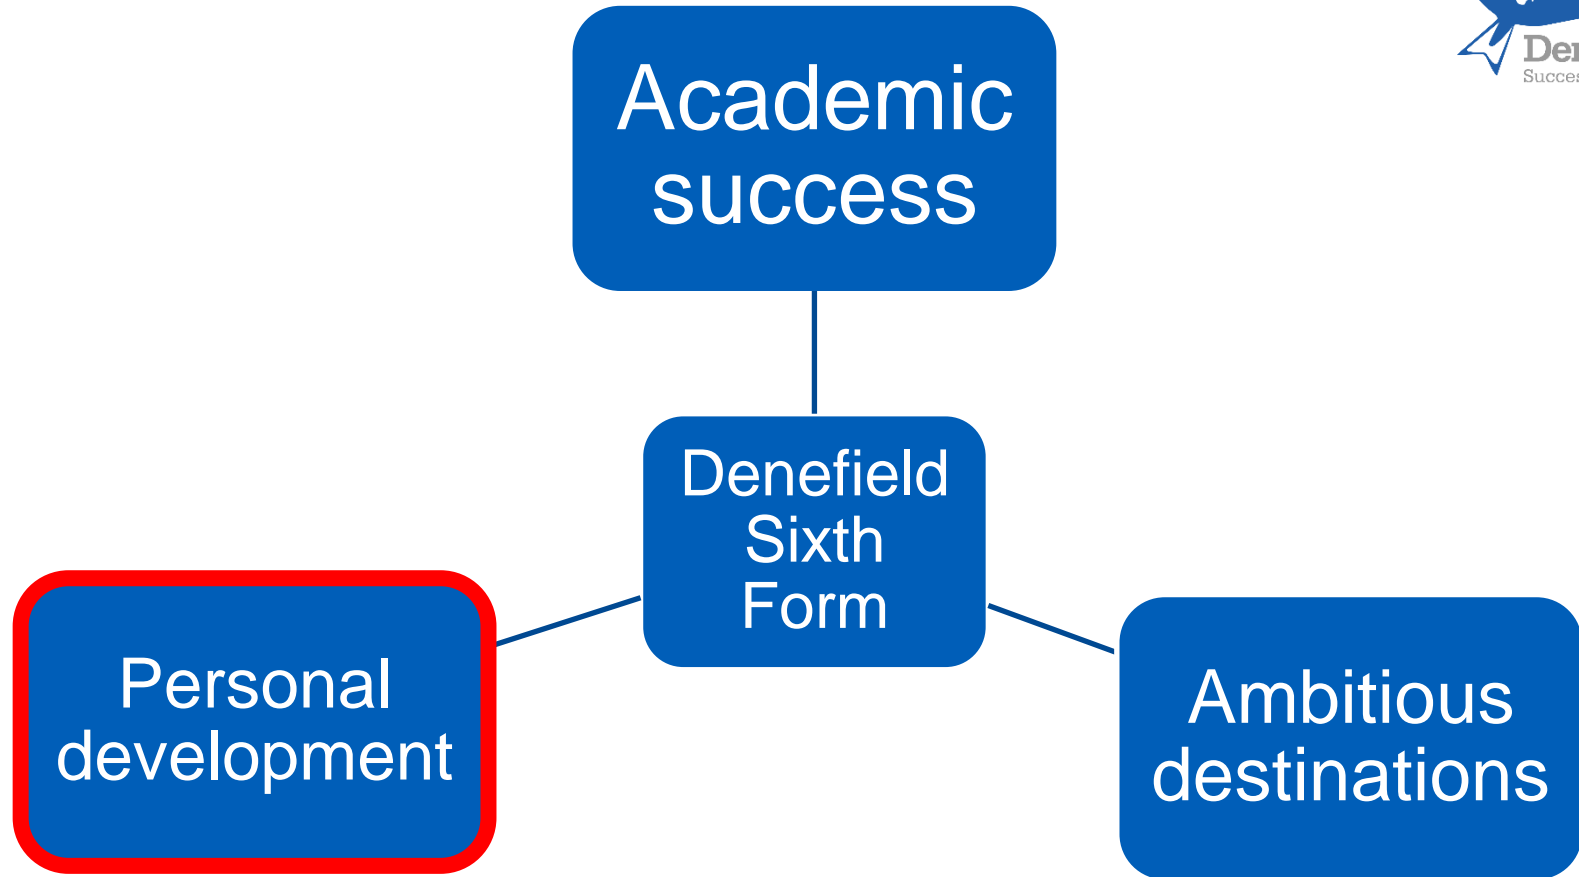 Academic
success
Denefield
Sixth
Form
Personal
development
Ambitious
destinations